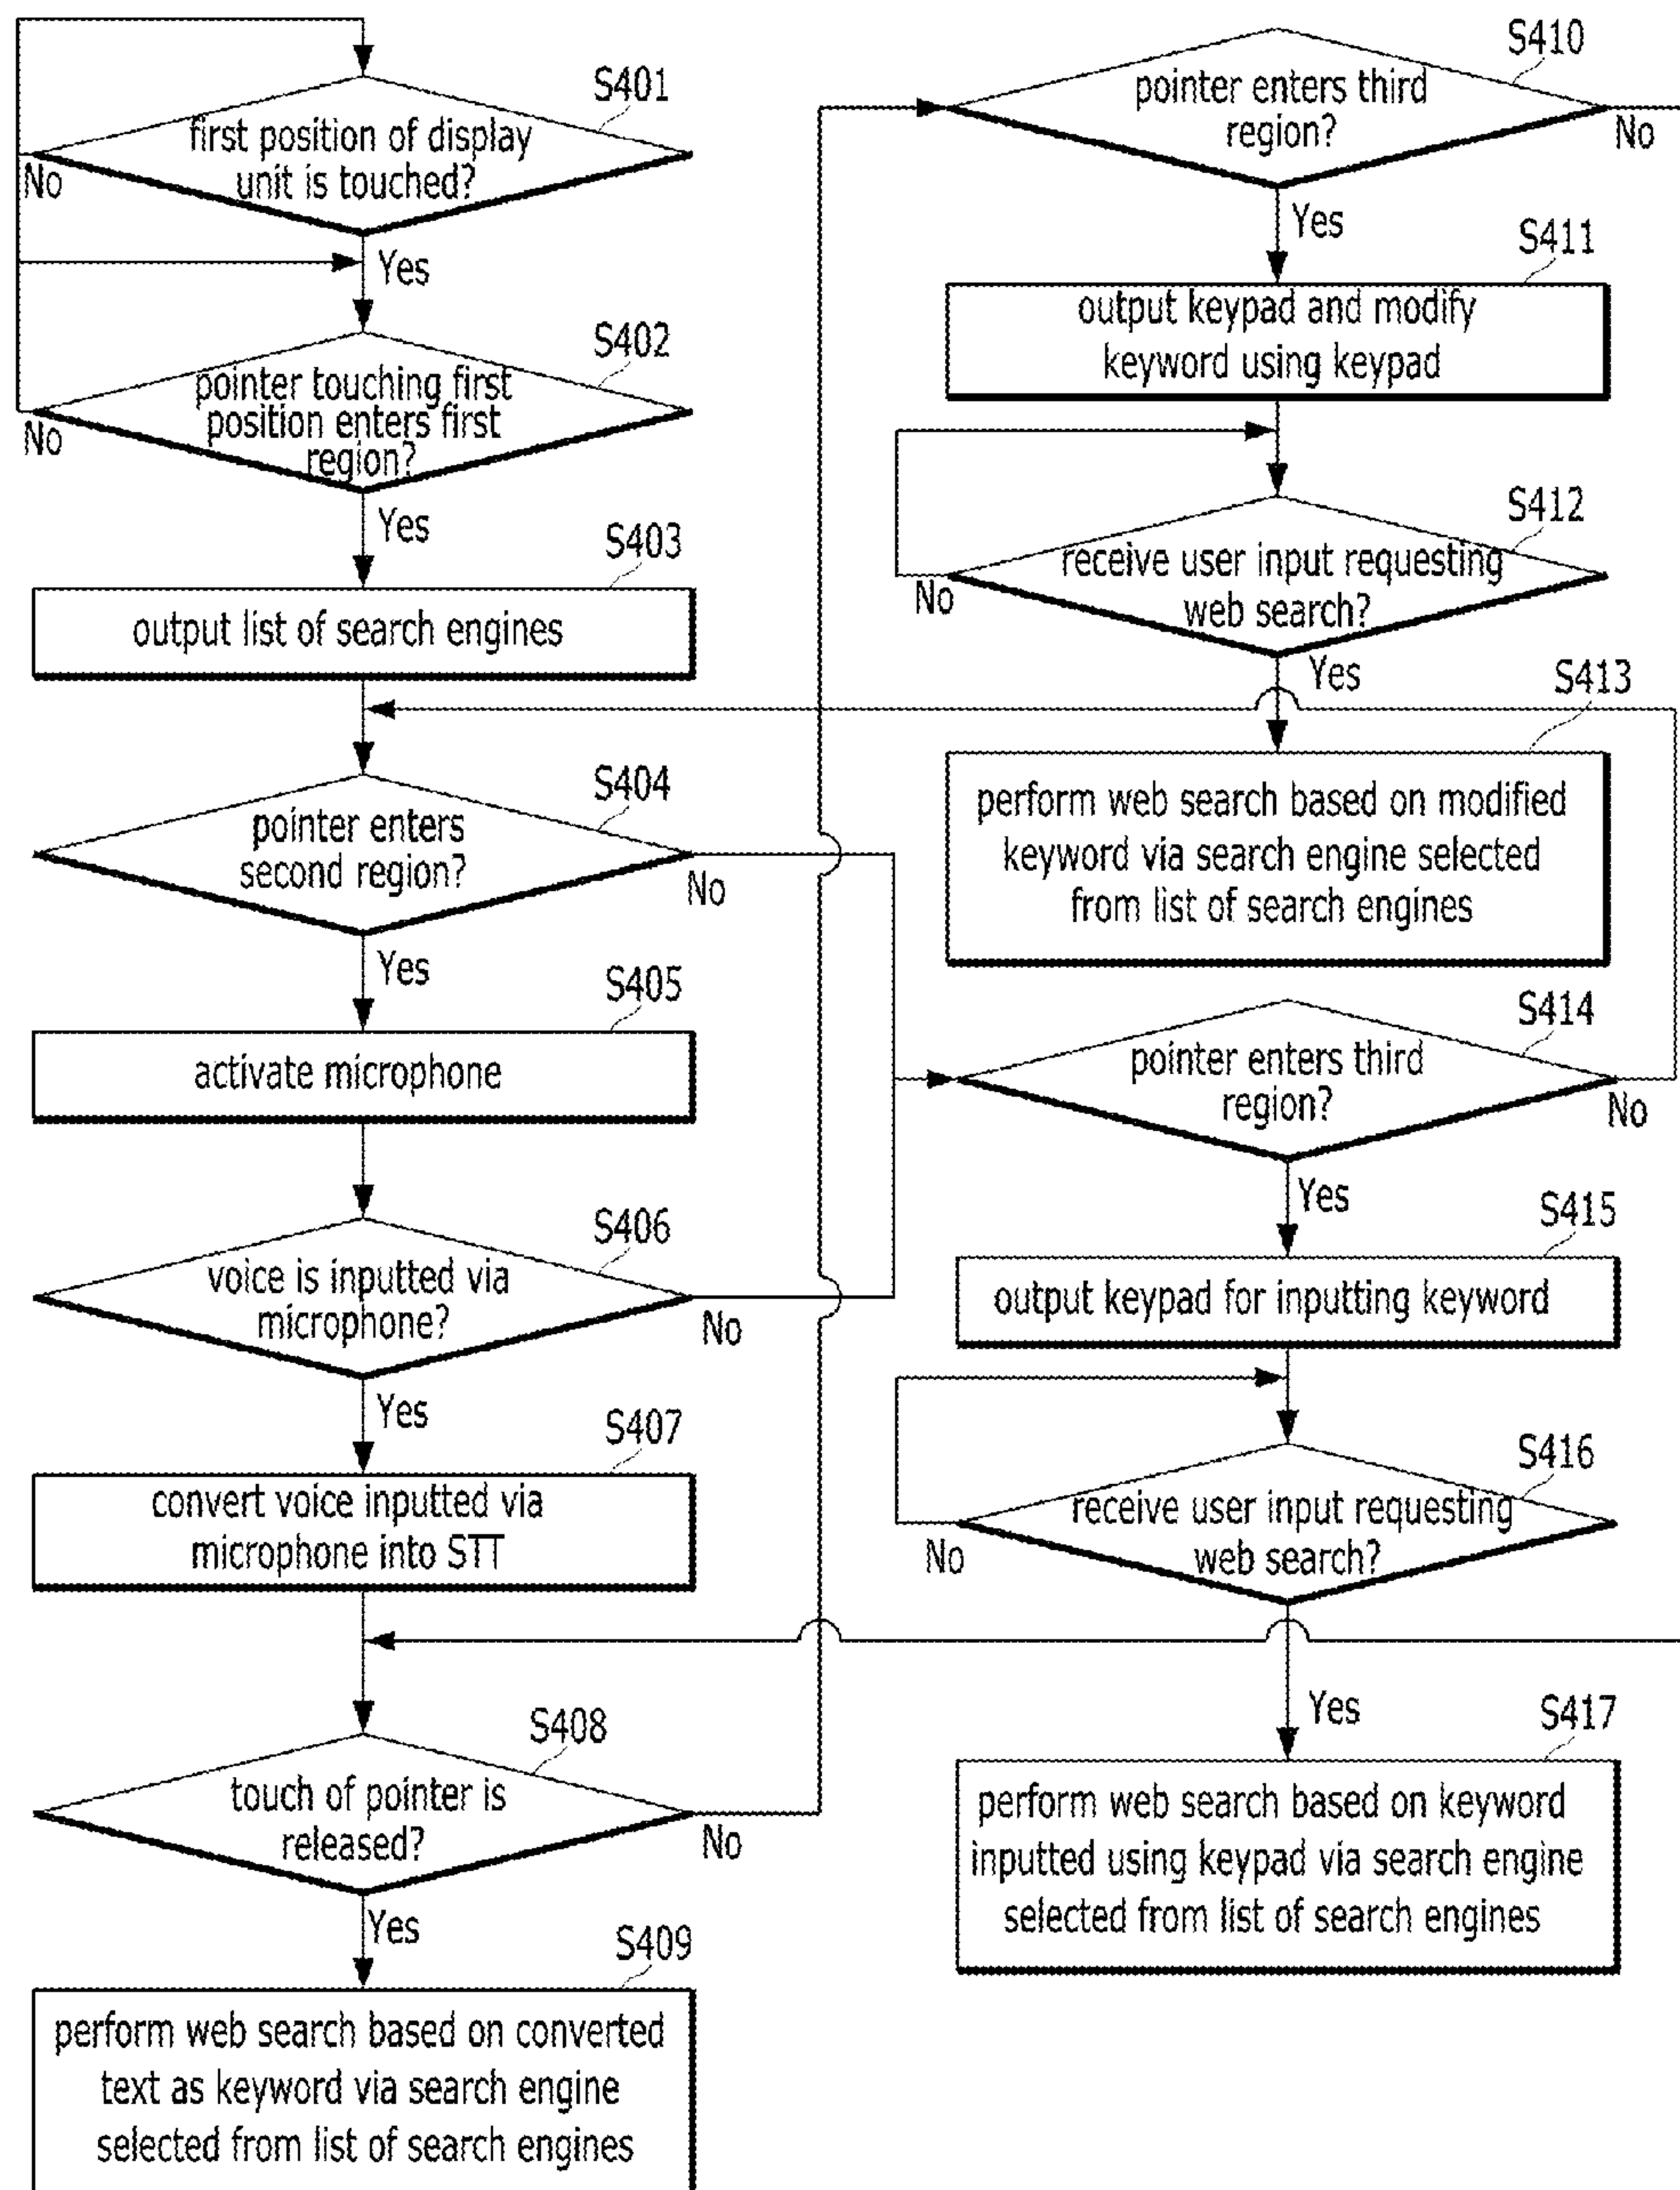 S401
first position of display
unit is touched?
No
Yes
S402
pointer touching first
position enters first
region?
No
Yes
S403
output list of search engines
S404
pointer enters
second region?
No
Yes
S405
activate microphone
S406
voice is inputted via
microphone?
No
Yes
S407
convert voice inputted via
microphone into STT
S408
touch of pointer is
released?
No
Yes
S409
perform web search based on converted
text as keyword via search engine
selected from list of search engines
S410
pointer enters third
region?
No
Yes
S411
output keypad and modify
keyword using keypad
S412
receive user input requesting
web search?
No
Yes
S413
perform web search based on modified
keyword via search engine selected
from list of search engines
S414
pointer enters third
region?
No
Yes
S415
output keypad for inputting keyword
S416
receive user input requesting
web search?
No
Yes
S417
perform web search based on keyword
inputted using keypad via search engine
selected from list of search engines